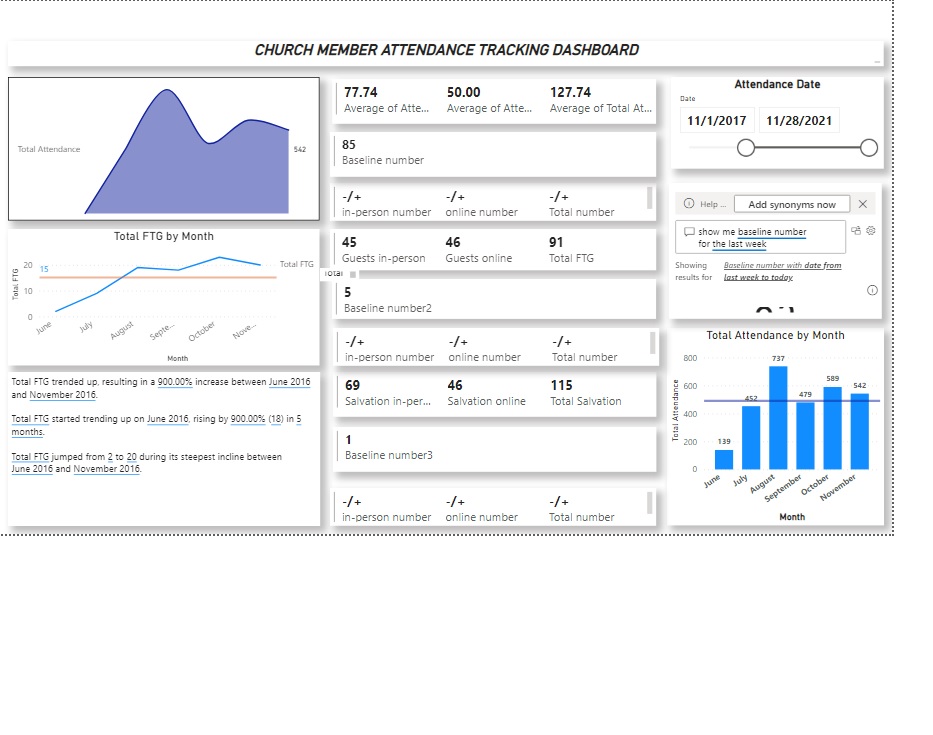 CHURCH MEMBER ATTENDANCE TRACKING DASHBOARD
...
Total Attendance
542
Total FTG by Month
Total FTG
20
10
0
15
Total FTG
June
July
August
Septe...
October
Nove...
Month
Total FTG trended up, resulting in a 900.00% increase between June 2016
and November 2016.
Total FTG started trending up on June 2016, rising by 900.00% (18) in 5
months.
Total FTG jumped from 2 to 20 during its steepest incline between
June 2016 and November 2016.
77.74 50.00 127.74
Average of Atte... Average of Atte... Average of Total At...
85
Baseline number
-/+ -/+ -/+
in-person number online number Total number
45 46 91
Guests in-person Guests online Total FTG
Total
5
Baseline number2
-/+ -/+ -/+
in-person number online number Total number
69 46 115
Salvation in-per... Salvation online Total Salvation
1
Baseline number3
-/+ -/+ -/+
in-person number online number Total number
Attendance Date
Date
11/1/2017 11/28/2021
Help ... Add synonyms now
show me baseline number
for the last week
Showing
results for
Baseline number with date from
last week to today
Total Attendance by Month
Total Attendance
800
600
400
200
0
139
452
737
479
589
542
June
July
August
September
October
November
Month